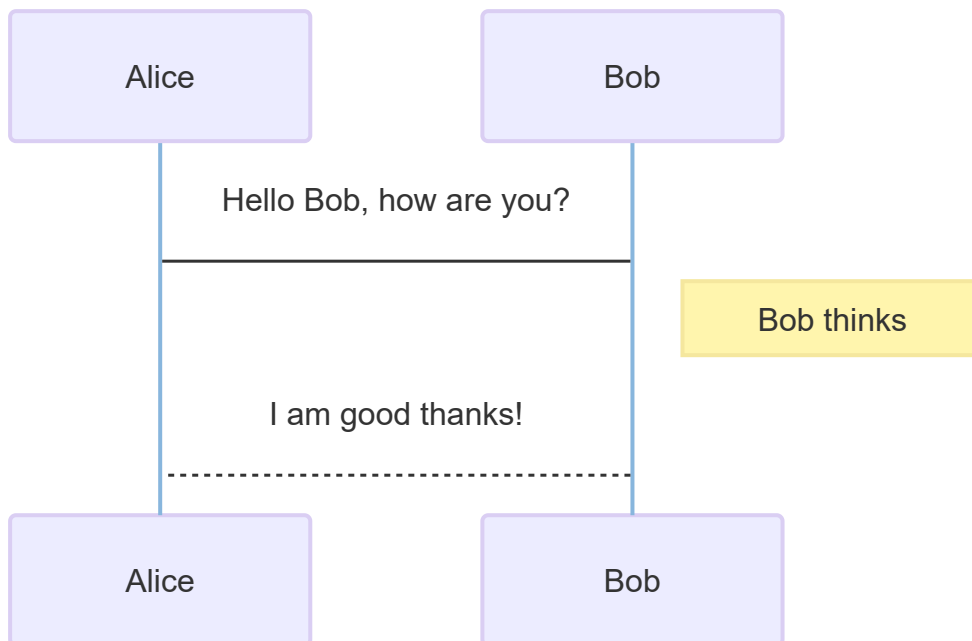 Alice
Bob
Hello Bob, how are you?
Bob thinks
I am good thanks!
Alice
Bob